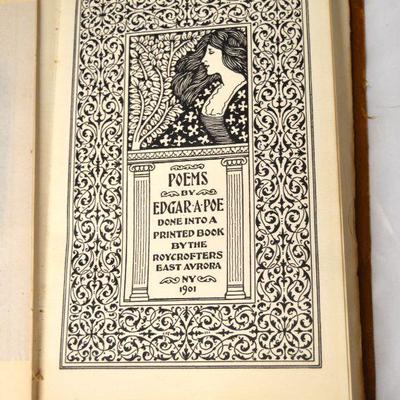 POEMS
BY
EDGAR·A·POE
DONE INTO A
PRINTED BOOK
BY THE
ROYCROFTERS
EAST AVRORA
NY
1901